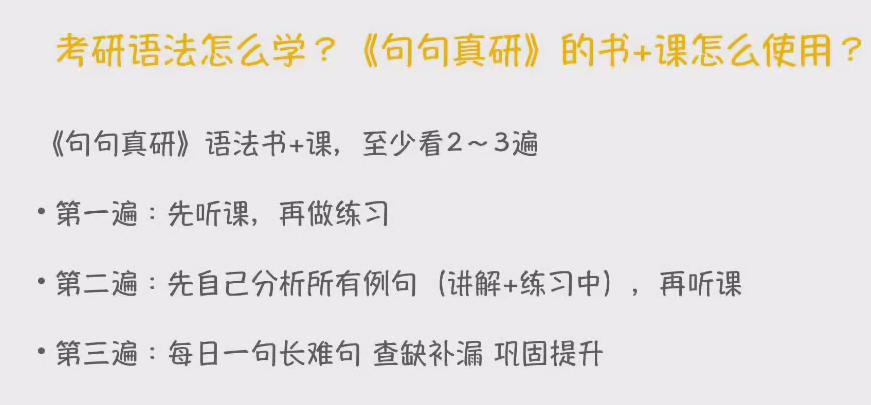 考研语法怎么学？《句句真研》的书+课怎么使用？
《句句真研》语法书+课，至少看2～3遍
•第一遍：先听课，再做练习
•第二遍：先自己分析所有例句（讲解+练习中），再听课
•第三遍：每日一句长难句 查缺补漏 巩固提升